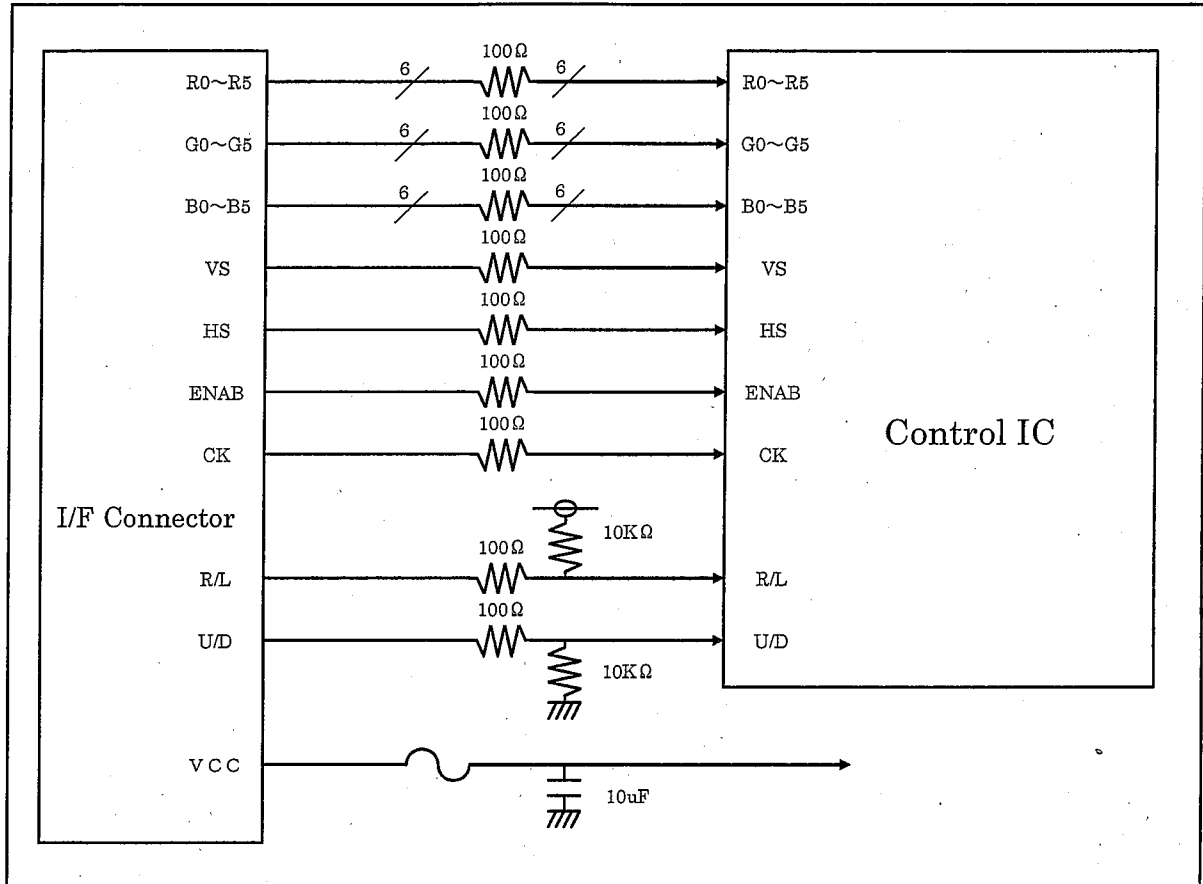 100Ω
R0~R5 6 6 R0~R5
100Ω
G0~G5 6 6 G0~G5
100Ω
B0~B5 6 6 B0~B5
100Ω
VS VS
100Ω
HS HS
100Ω
ENAB ENAB
100Ω
CK CK
Control IC
I/F Connector
10KΩ
100Ω
R/L R/L
100Ω
U/D U/D
10KΩ
VCC
10uF